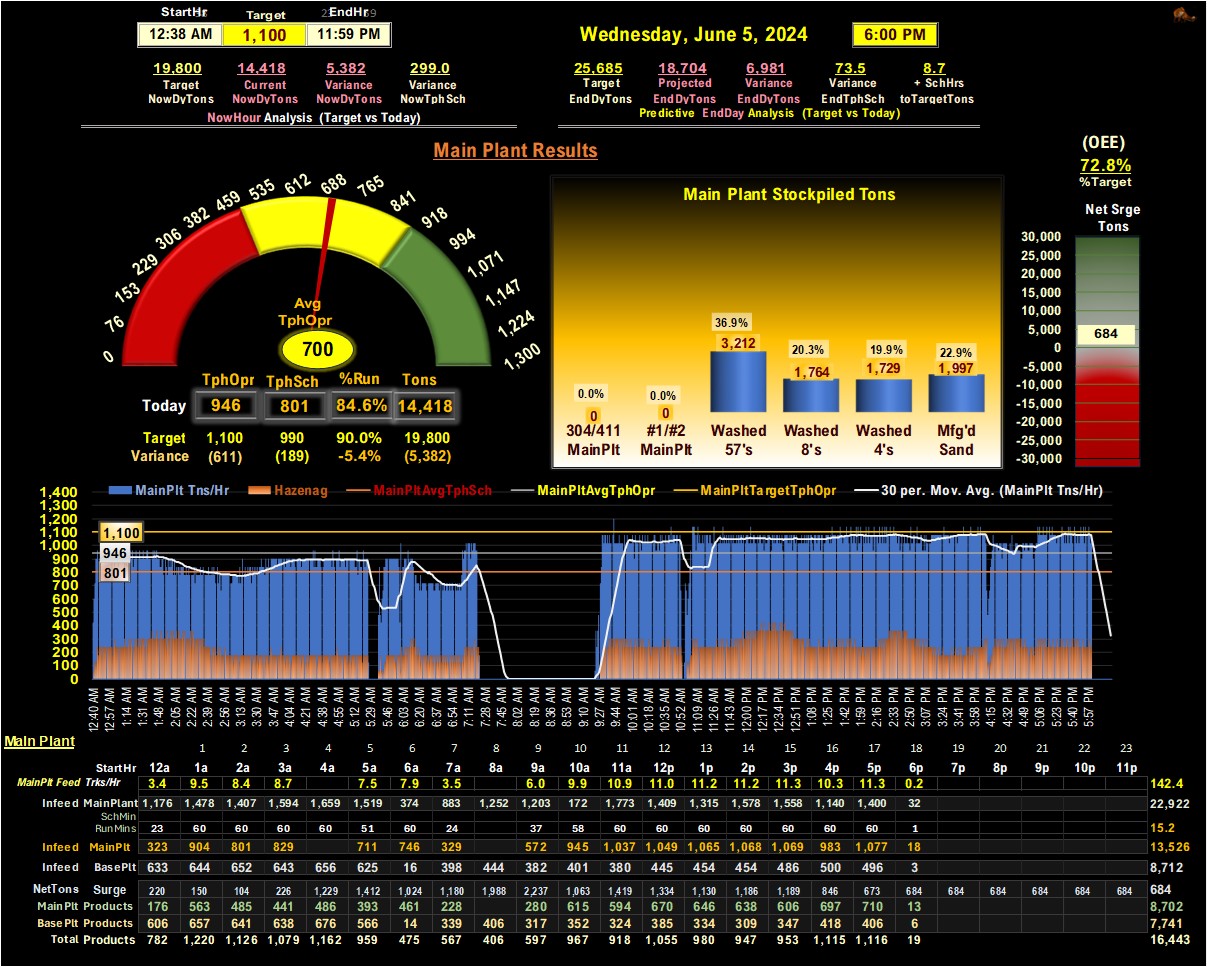 StartHr Target EndHr
12:38 AM 1,100 11:59 PM
Wednesday, June 5, 2024 6:00 PM
19,800 14,418 5,382 299.0
Target Current Variance Variance
NowDyTons NowDyTons NowDyTons NowTphSch
NowHour Analysis (Target vs Today)
25,685 18,704 6,981 73.5 8.7
Target Projected Variance Variance + SchHrs
EndDyTons EndDyTons EndDyTons EndTphSch toTargetTons
Predictive EndDay Analysis (Target vs Today)
Main Plant Results
(OEE)
72.8%
%Target
0 76 153 229 306 382 459 535 612 688 765 841 918 994 1,071 1,147 1,224 1,300
Avg
TphOpr
700
TphOpr TphSch %Run Tons
Today 946 801 84.6% 14,418
Target 1,100 990 90.0% 19,800
Variance (611) (189) -5.4% (5,382)
Main Plant Stockpiled Tons
0.0% 0.0% 36.9% 20.3% 19.9% 22.9%
0 0 3,212 1,764 1,729 1,997
304/411 #1/#2 Washed Washed Washed Mfg'd
MainPlt MainPlt 57's 8's 4's Sand
Net Srge
Tons
30,000
25,000
20,000
15,000
10,000
5,000
0
-5,000
-10,000
-15,000
-20,000
-25,000
-30,000
684
MainPlt Tns/Hr Hazenag MainPltAvgTphSch MainPltAvgTphOpr MainPltTargetTphOpr 30 per. Mov. Avg. (MainPlt Tns/Hr)
1,400
1,300
1,200
1,100
1,000
900
800
700
600
500
400
300
200
100
0
1,100
946
801
12:40 AM 12:57 AM 1:14 AM 1:31 AM 1:48 AM 2:05 AM 2:22 AM 2:39 AM 2:56 AM 3:13 AM 3:30 AM 3:47 AM 4:04 AM 4:21 AM 4:38 AM 4:55 AM 5:12 AM 5:29 AM 5:46 AM 6:03 AM 6:20 AM 6:37 AM 6:54 AM 7:11 AM 7:28 AM 7:45 AM 8:02 AM 8:19 AM 8:36 AM 8:53 AM 9:10 AM 9:27 AM 9:44 AM 10:01 AM 10:18 AM 10:35 AM 10:52 AM 11:09 AM 11:26 AM 11:43 AM 12:00 PM 12:17 PM 12:34 PM 12:51 PM 1:08 PM 1:25 PM 1:42 PM 1:59 PM 2:16 PM 2:33 PM 2:50 PM 3:07 PM 3:24 PM 3:41 PM 3:58 PM 4:15 PM 4:32 PM 4:48 PM 5:06 PM 5:23 PM 5:40 PM 5:57 PM
Main Plant
1 2 3 4 5 6 7 8 9 10 11 12 13 14 15 16 17 18 19 20 21 22 23
StartHr 12a 1a 2a 3a 4a 5a 6a 7a 8a 9a 10a 11a 12p 1p 2p 3p 4p 5p 6p 7p 8p 9p 10p 11p
MainPlt Feed Trks/Hr 3.4 9.5 8.4 8.7 7.5 7.9 3.5 6.0 9.9 10.9 11.0 11.2 11.2 11.3 10.3 11.3 0.2 142.4
Infeed MainPlant 1,176 1,478 1,407 1,594 1,659 1,519 374 883 1,252 1,203 172 1,773 1,409 1,315 1,578 1,558 1,140 1,400 32 22,922
SchMin
RunMins 23 60 60 60 60 51 60 24 37 58 60 60 60 60 60 60 60 1 15.2
Infeed MainPlt 323 904 801 829 711 746 329 572 945 1,037 1,049 1,065 1,068 1,069 983 1,077 18 13,526
Infeed BasePlt 633 644 652 643 656 625 16 398 444 382 401 380 445 454 454 486 500 496 3 8,712
NetTons Surge 220 150 104 226 1,229 1,412 1,024 1,180 1,988 2,237 1,063 1,419 1,334 1,130 1,186 1,189 846 673 684 684 684 684 684 684 684
MainPlt Products 176 563 485 441 486 393 461 228 280 615 594 670 646 638 606 697 710 13 8,702
BasePlt Products 606 657 641 638 676 566 14 339 406 317 352 324 385 334 309 347 418 406 6 7,741
Total Products 782 1,220 1,126 1,079 1,162 959 475 567 406 597 967 918 1,055 980 947 953 1,115 1,116 19 16,443